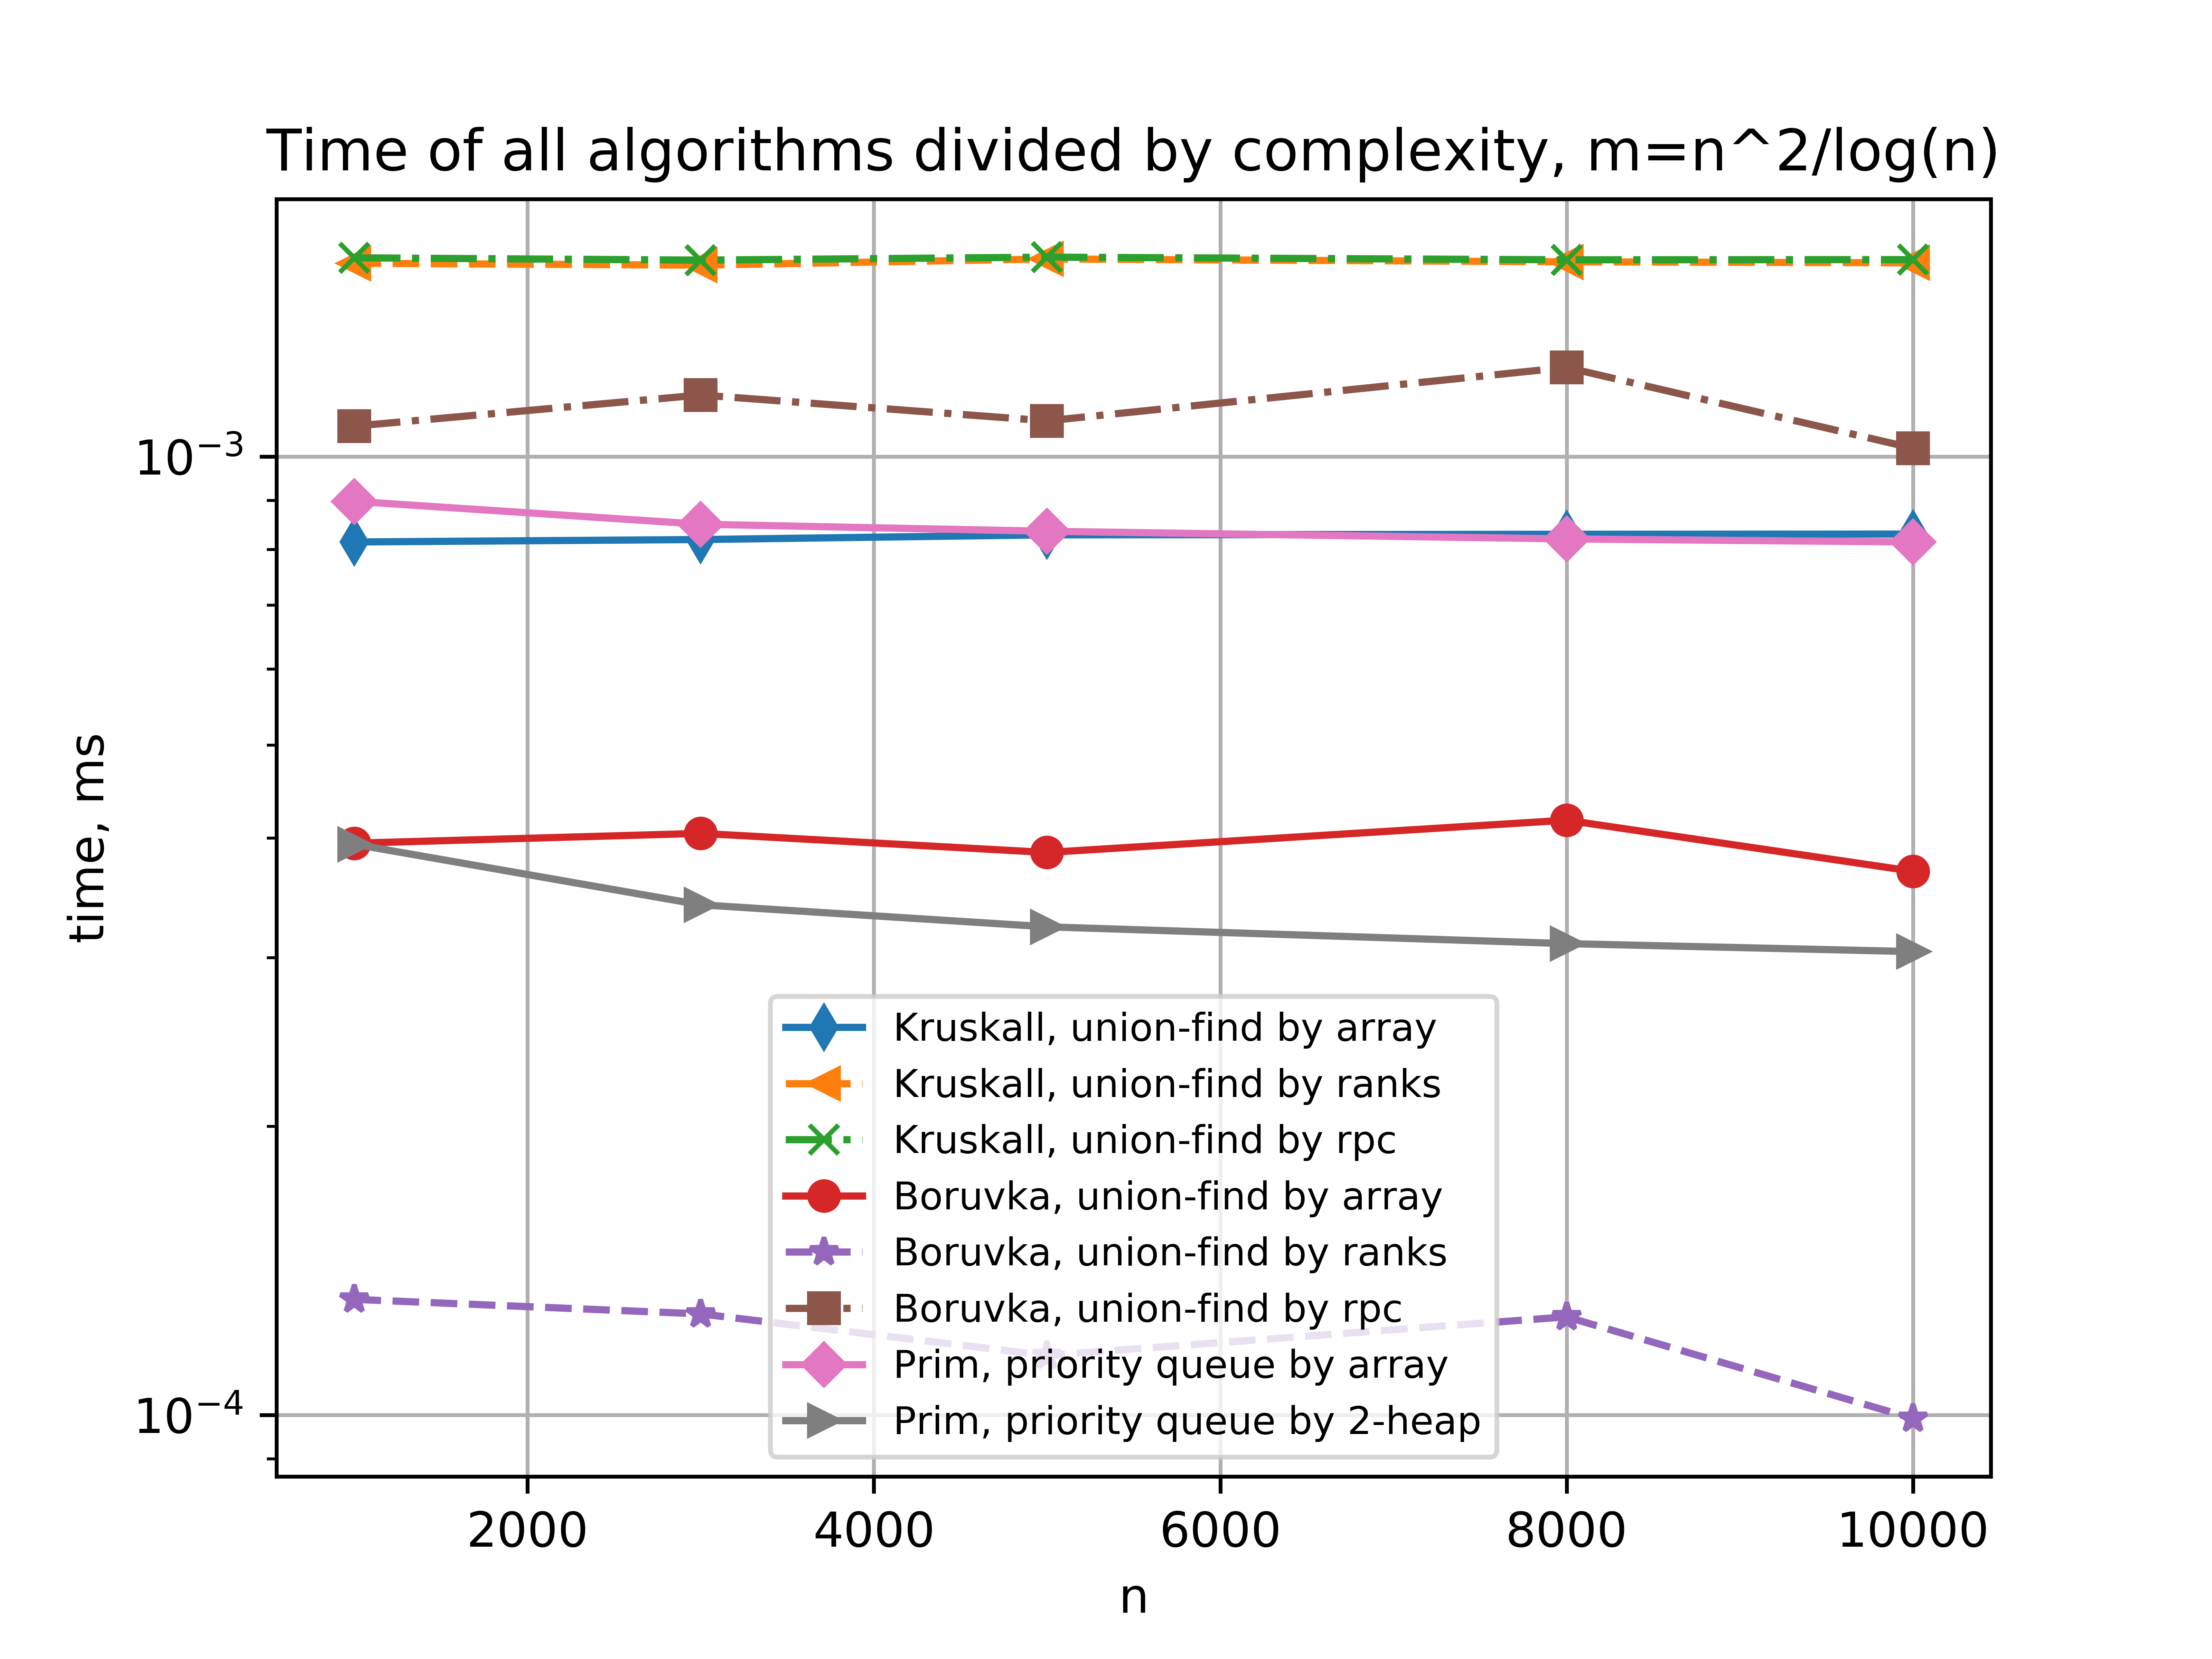 Time of all algorithms divided by complexity, m=n^2/log(n)
10⁻³
10⁻⁴
time, ms
Kruskall, union-find by array
Kruskall, union-find by ranks
Kruskall, union-find by rpc
Boruvka, union-find by array
Boruvka, union-find by ranks
Boruvka, union-find by rpc
Prim, priority queue by array
Prim, priority queue by 2-heap
2000 4000 6000 8000 10000
n